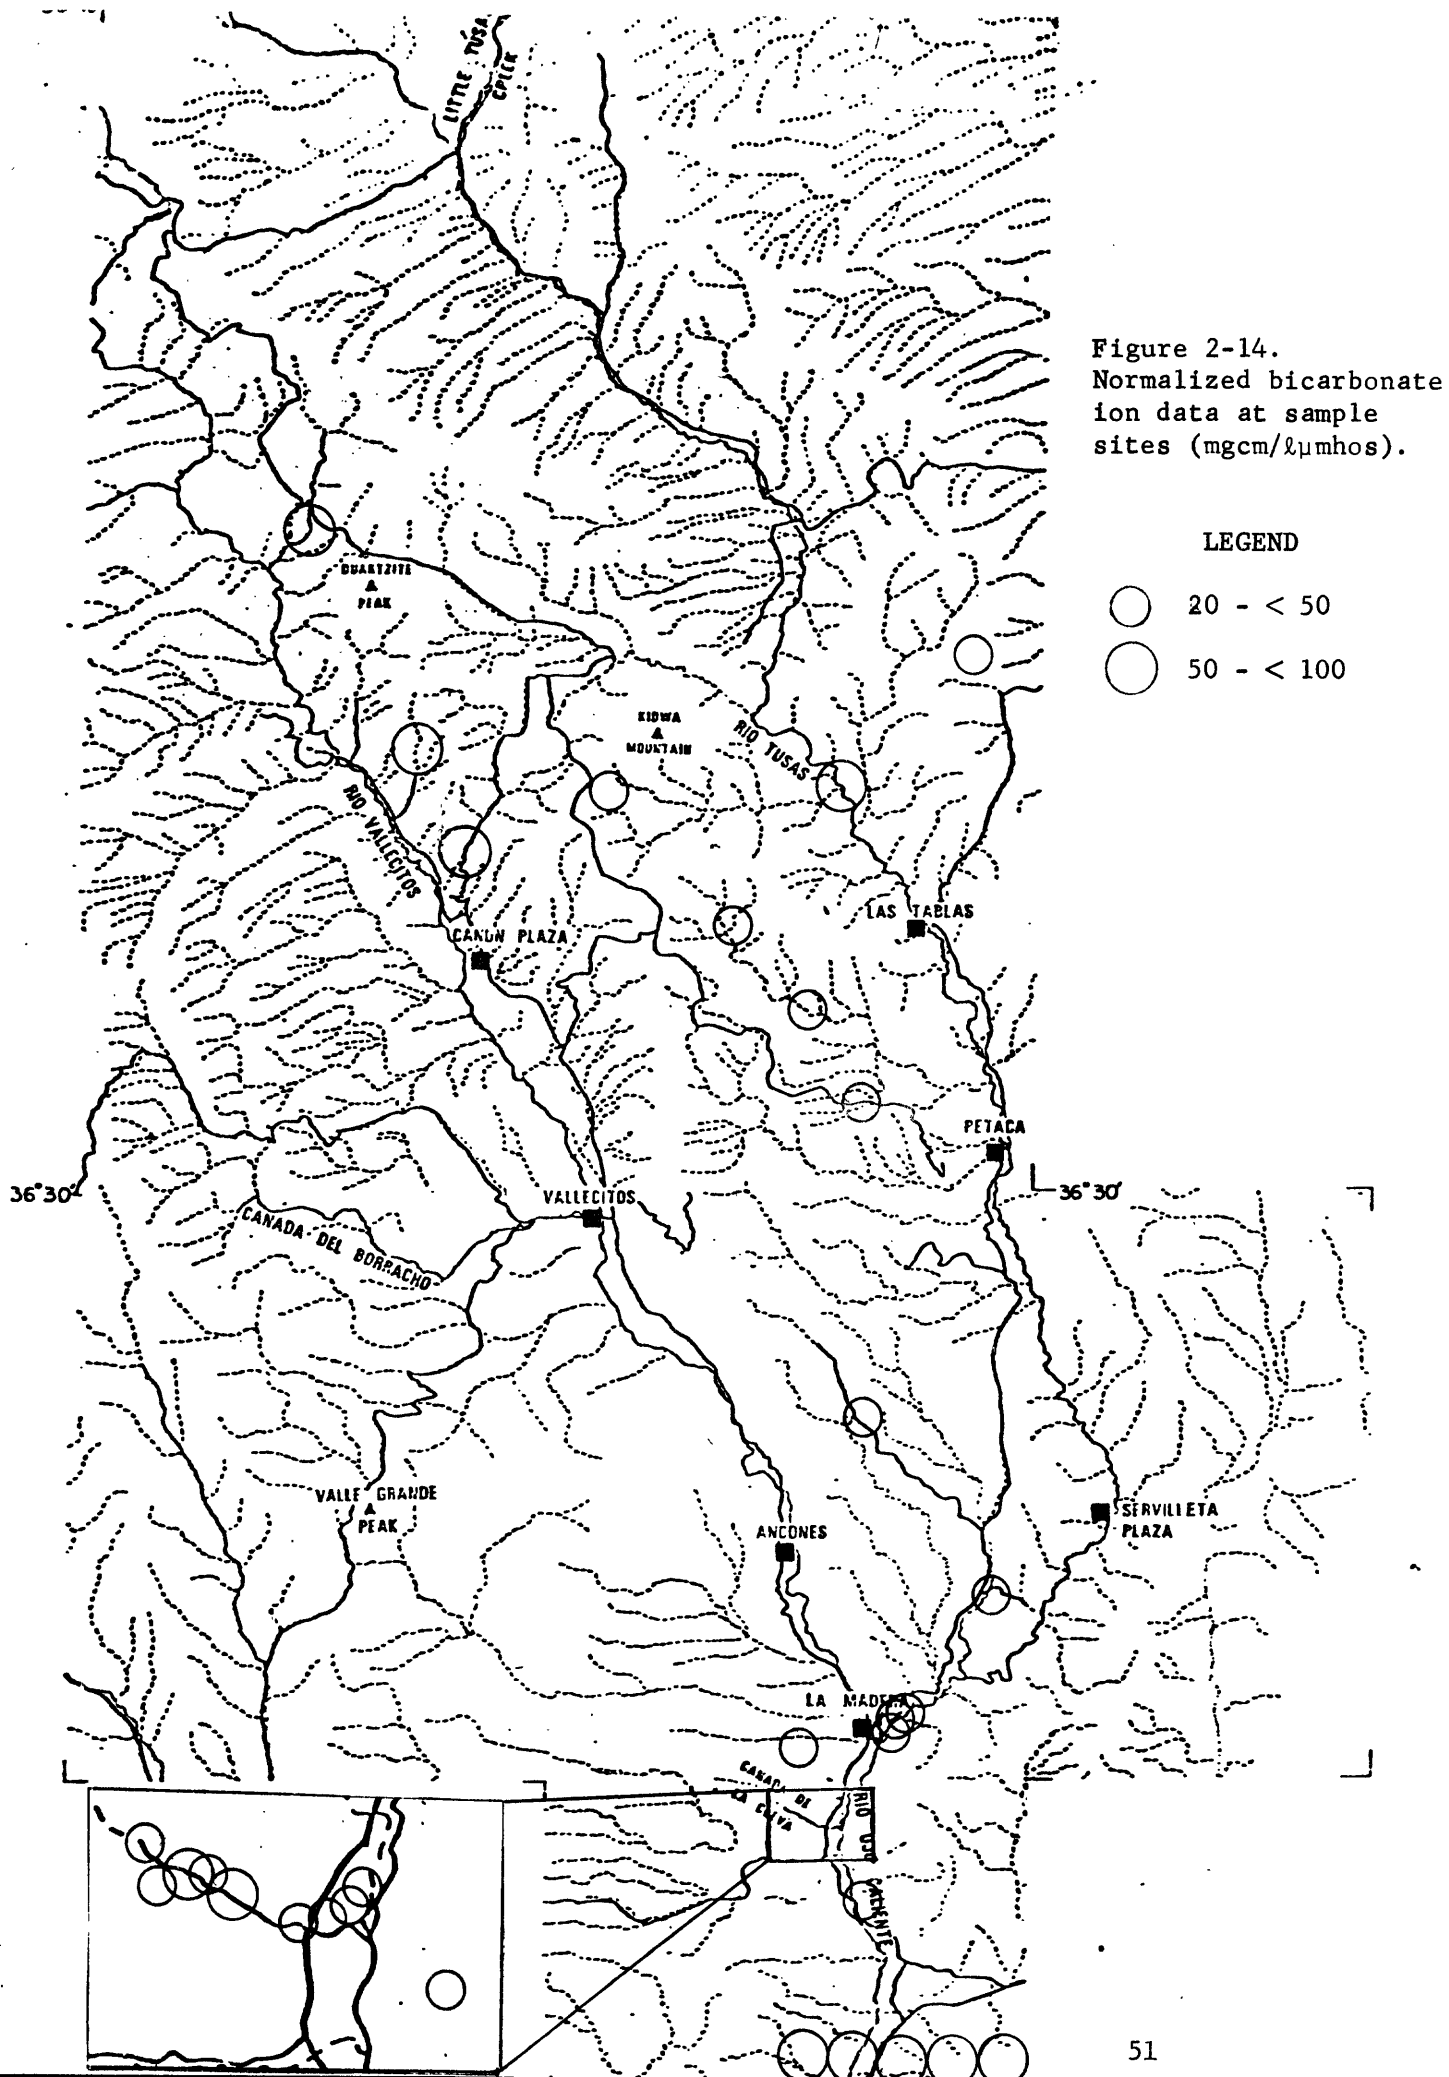 LITTLE TUSA
CREEK
Figure 2-14.
Normalized bicarbonate
ion data at sample
sites (mgcm/ℓμmhos).
LEGEND
20 - < 50
50 - < 100
QUARTZITE
PEAK
KIOWA
MOUNTAIN
RIO TUSAS
RIO VALLECITOS
LAS TABLAS
CANON PLAZA
PETACA
36°30'
36°30'
VALLECITOS
CANADA DEL BORRACHO
VALLE GRANDE
PEAK
SERVILLETA
PLAZA
ANCONES
LA MADERA
CANADA DE
LA CUEVA
RIO OJO
CALIENTE
51